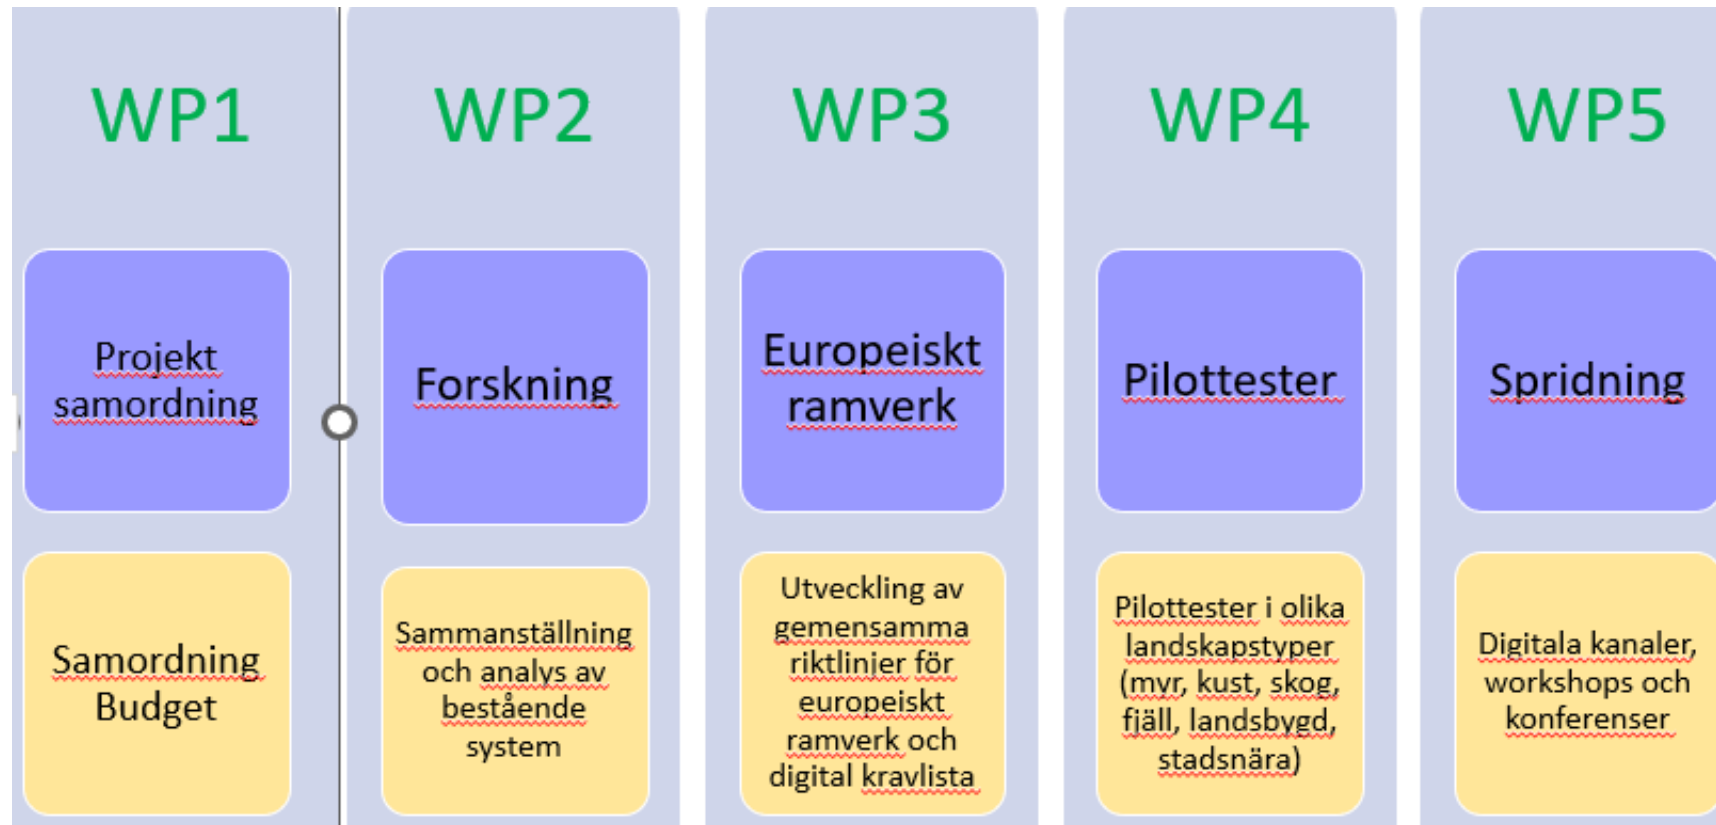 WP1
WP2
WP3
WP4
WP5
Projekt
samordning
Forskning
Europeiskt
ramverk
Pilottester
Spridning
Samordning
Budget
Sammanställning
och analys av
bestående
system
Utveckling av
gemensamma
riktlinjer för
europeiskt
ramverk och
digital kravlista
Pilottester i olika
landskapstyper
(myr, kust, skog,
fjäll, landsbygd,
stadsnära)
Digitala kanaler,
workshops och
konferenser